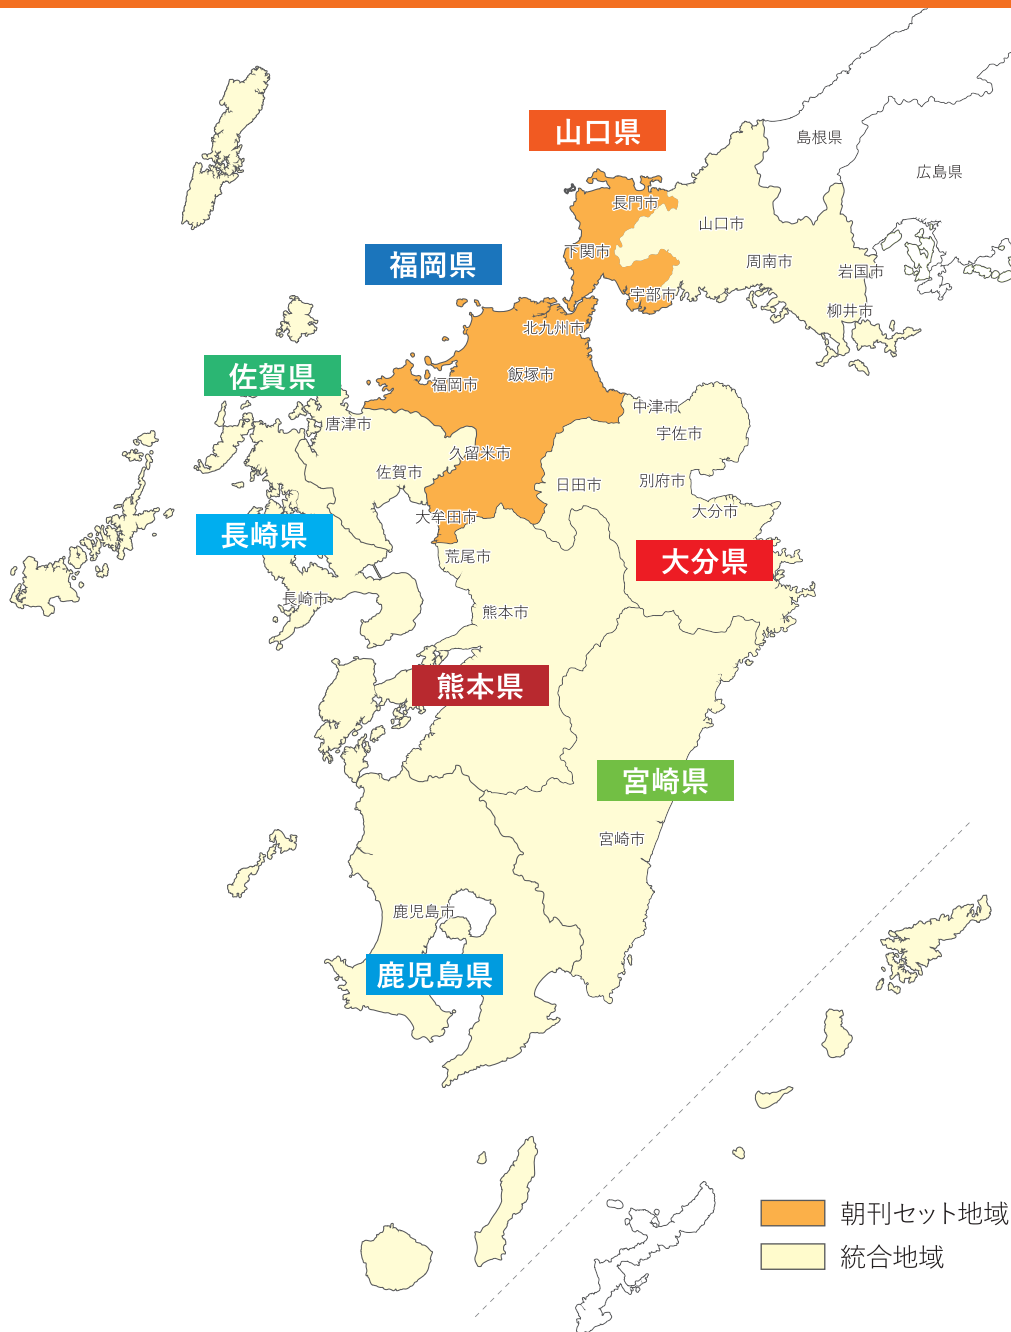 山口県
島根県
広島県
長門市
山口市
下関市
周南市
岩国市
福岡県
宇部市
柳井市
北九州市
佐賀県
福岡市
飯塚市
中津市
唐津市
宇佐市
久留米市
佐賀市
日田市
別府市
大分市
大牟田市
長崎県
荒尾市
大分県
長崎市
熊本市
熊本県
宮崎県
宮崎市
鹿児島市
鹿児島県
朝刊セット地域
統合地域